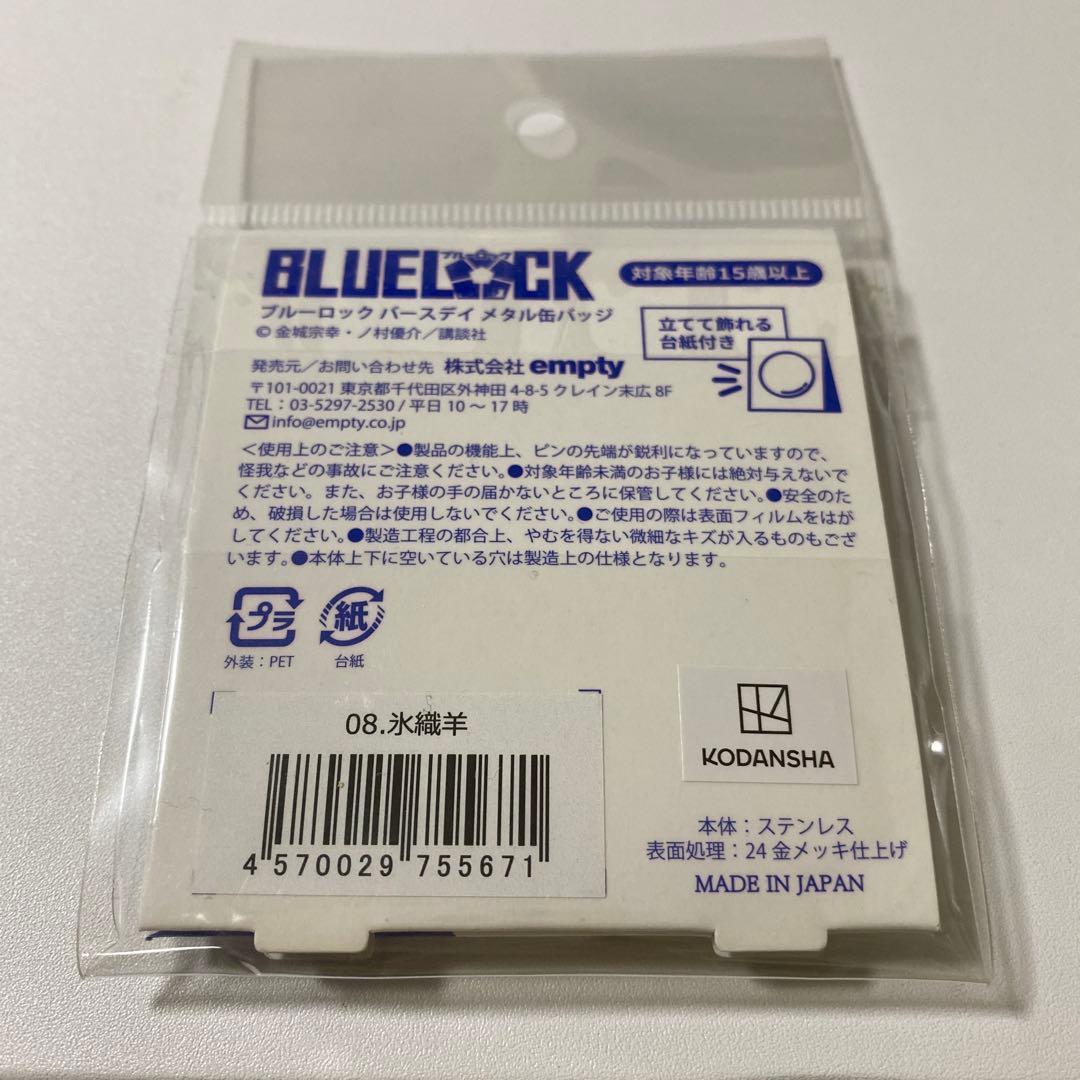 BLUELOCK
ブルーロック
対象年齢15歳以上
ブルーロック バースデイ メタル缶バッジ
© 金城宗幸・ノ村優介／講談社
立てて飾れる
台紙付き
発売元／お問い合わせ先 株式会社 empty
〒101-0021 東京都千代田区外神田 4-8-5 クレイン末広 8F
TEL：03-5297-2530 / 平日 10 〜 17 時
info@empty.co.jp
＜使用上のご注意＞●製品の機能上、ピンの先端が鋭利になっていますので、
怪我などの事故にご注意ください。●対象年齢未満のお子様には絶対与えないで
ください。また、お子様の手の届かないところに保管してください。●安全のた
め、破損した場合は使用しないでください。●ご使用の際は表面フィルムをはが
してください。●製造工程の都合上、やむを得ない微細なキズが入るものもござ
います。●本体上下に空いている穴は製造上の仕様となります。
プラ
紙
外装：PET
台紙
08.氷織羊
4 570029 755671
KODANSHA
本体：ステンレス
表面処理：24 金メッキ仕上げ
MADE IN JAPAN